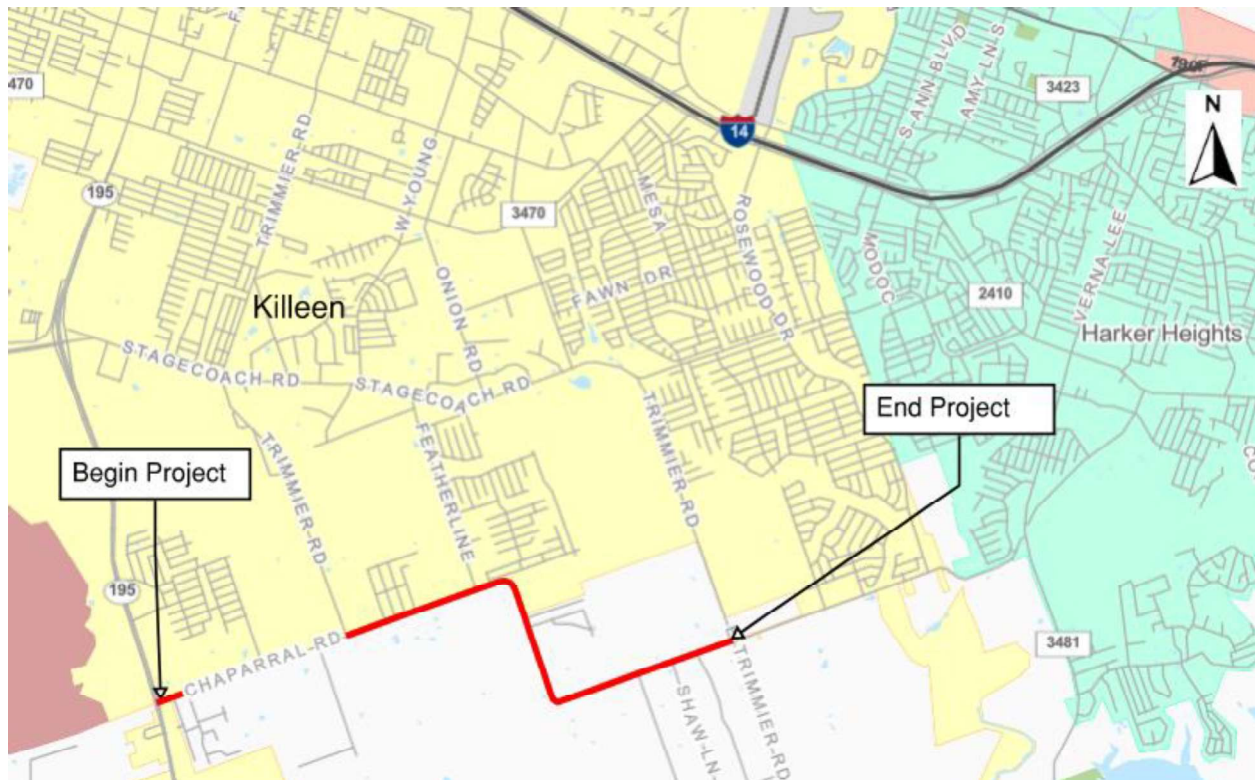 S ANN BLVD
AMY LN S
3470
3423
N
14
TRIMMIER RD
W YOUNG
MESA
195
3470
ROSEWOOD DR
MODOC
VERNA LEE
ONION RD
FAWN DR
2410
Killeen
Harker Heights
STAGECOACH RD
STAGECOACH RD
End Project
TRIMMIER RD
FEATHERLINE
TRIMMIER RD
Begin Project
195
CHAPARRAL RD
3481
E TRIMMIER RD
SHAW LN